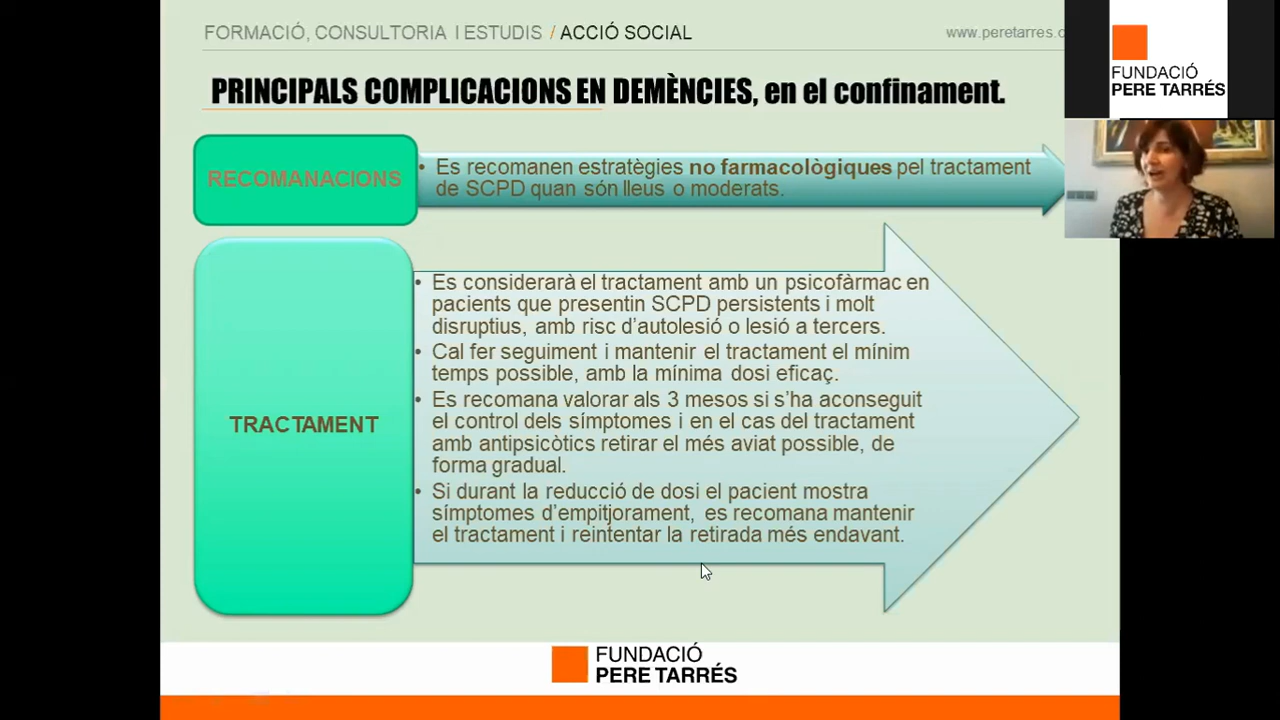 FORMACIÓ, CONSULTORIA I ESTUDIS / ACCIÓ SOCIAL
www.peretarres.
FUNDACIÓ
PERE TARRÉS
PRINCIPALS COMPLICACIONS EN DEMÈNCIES, en el confinament.
RECOMANACIONS
• Es recomanen estratègies no farmacològiques pel tractament
de SCPD quan són lleus o moderats.
TRACTAMENT
• Es considerarà el tractament amb un psicofàrmac en
pacients que presentin SCPD persistents i molt
disruptius, amb risc d’autolesió o lesió a tercers.
• Cal fer seguiment i mantenir el tractament el mínim
temps possible, amb la mínima dosi eficaç.
• Es recomana valorar als 3 mesos si s’ha aconseguit
el control dels símptomes i en el cas del tractament
amb antipsicòtics retirar el més aviat possible, de
forma gradual.
• Si durant la reducció de dosi el pacient mostra
símptomes d’empitjorament, es recomana mantenir
el tractament i reintentar la retirada més endavant.
FUNDACIÓ
PERE TARRÉS